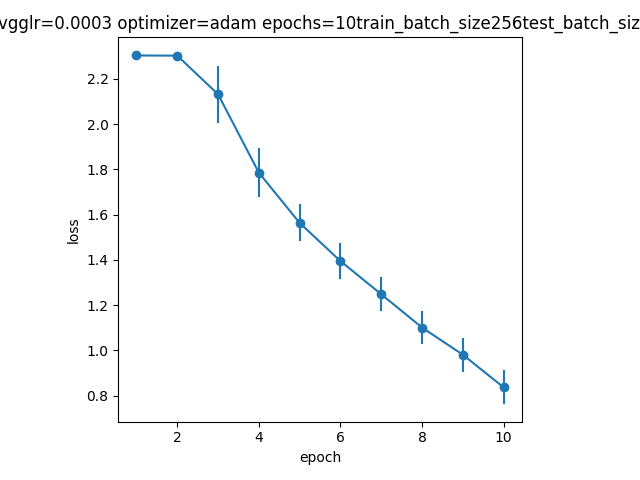 vgglr=0.0003 optimizer=adam epochs=10train_batch_size256test_batch_siz
2.2
2.0
1.8
1.6
1.4
1.2
1.0
0.8
loss
2 4 6 8 10
epoch